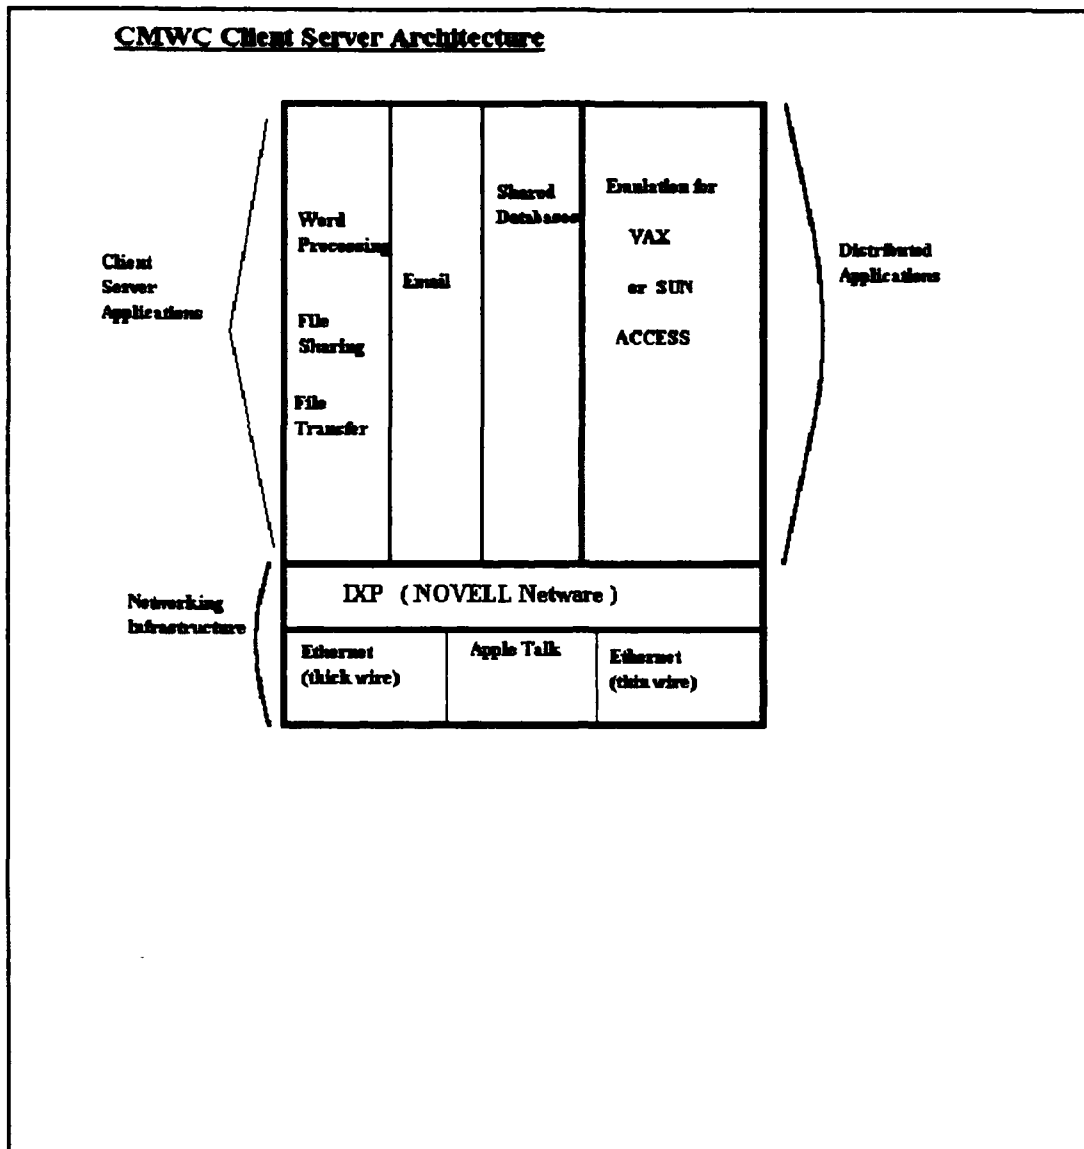 CMWC Client Server Architecture
Client
Server
Applications
Word
Processing
File
Sharing
File
Transfer
Email
Shared
Databases
Emulation for
VAX
or SUN
ACCESS
Distributed
Applications
Networking
Infrastructure
IXP ( NOVELL Netware )
Ethernet
(thick wire)
Apple Talk
Ethernet
(thin wire)